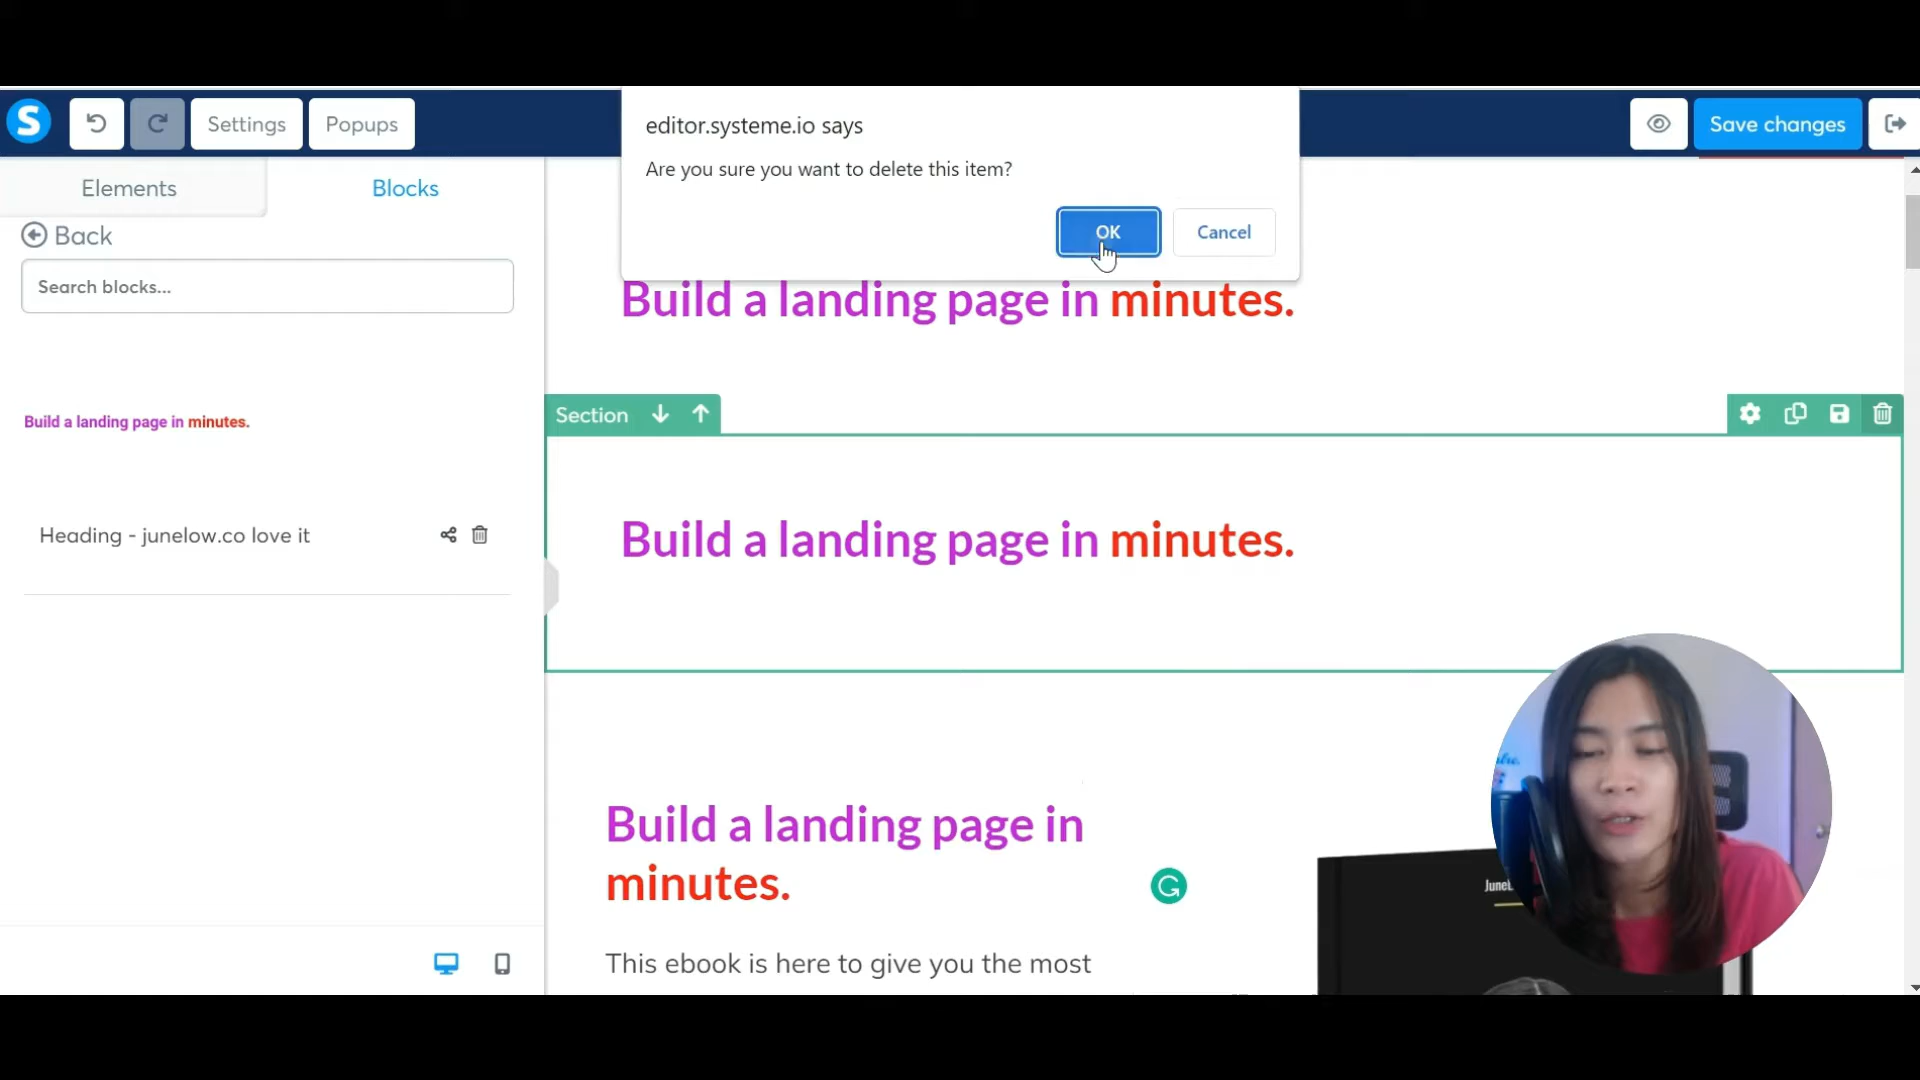 S
Settings
Popups
editor.systeme.io says
Are you sure you want to delete this item?
OK
Cancel
Save changes
Elements
Blocks
Back
Search blocks...
Build a landing page in minutes.
Section
Build a landing page in minutes.
Build a landing page in minutes.
Heading - junelow.co love it
Build a landing page in
minutes.
This ebook is here to give you the most